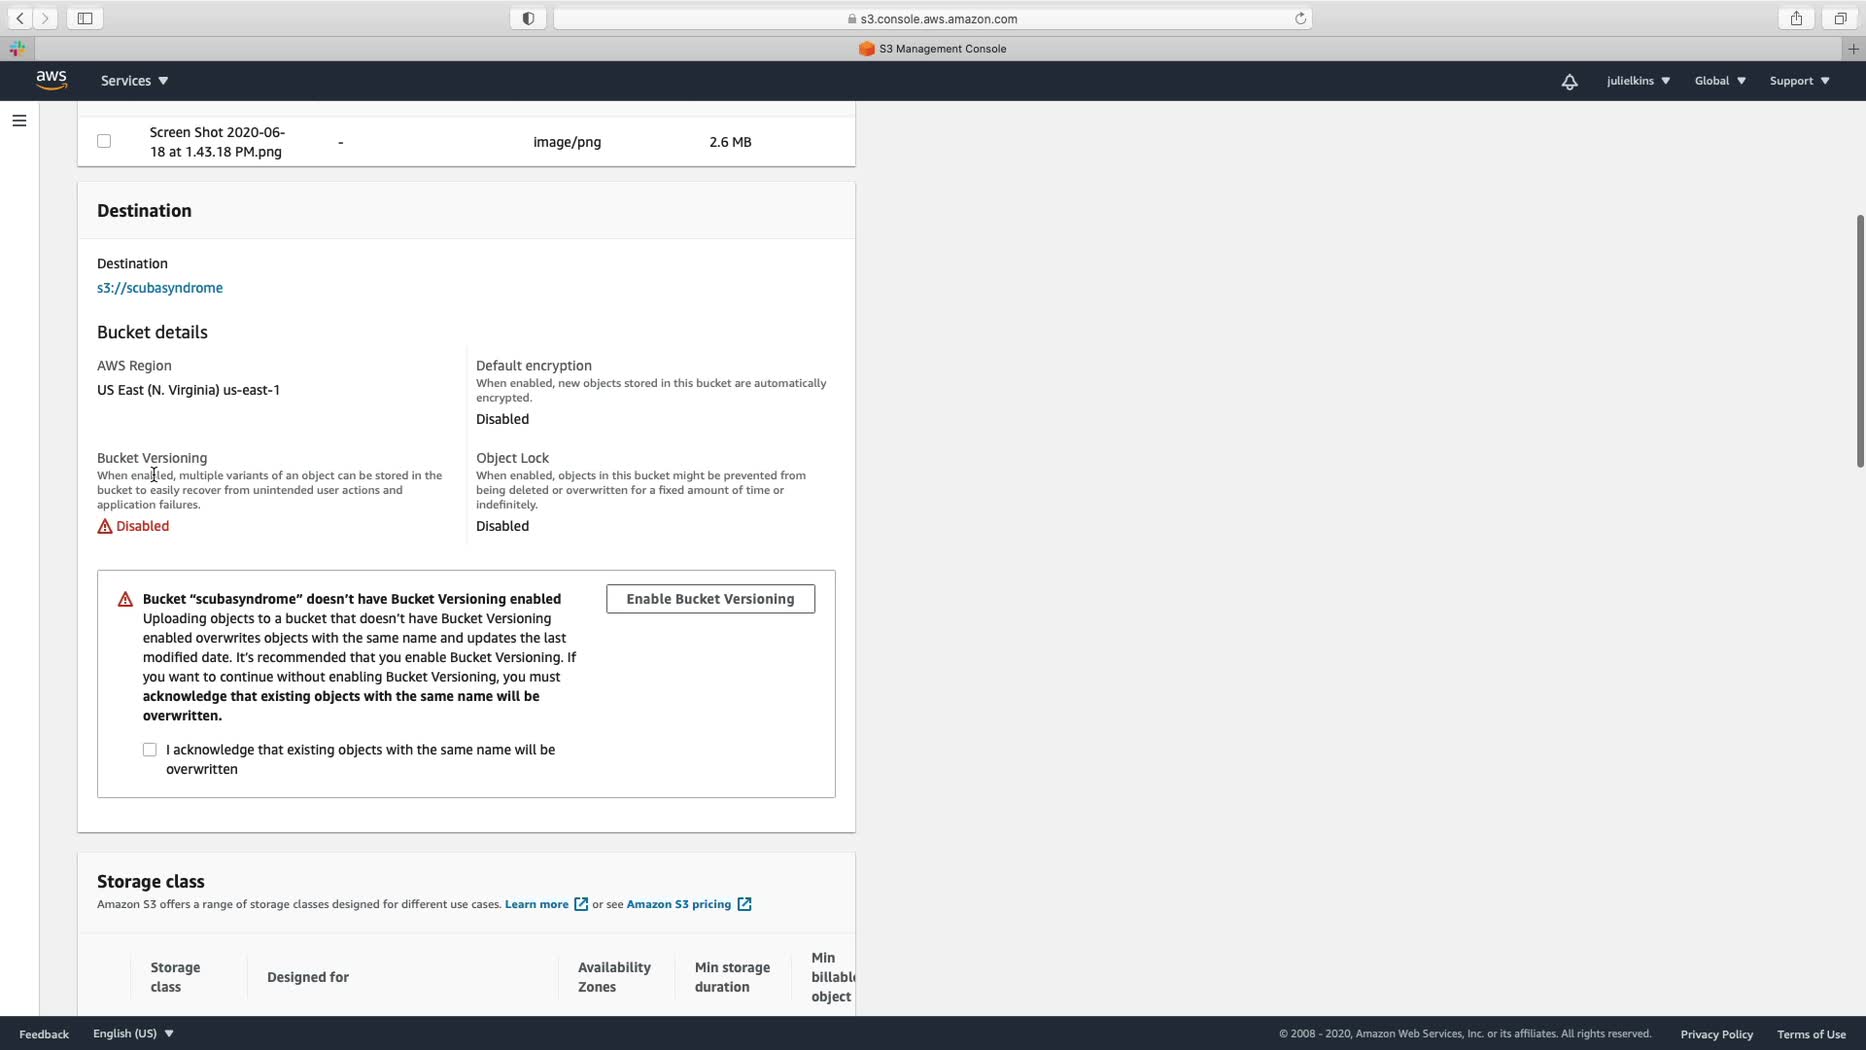 s3.console.aws.amazon.com
S3 Management Console
aws
Services
julielkins
Global
Support
Screen Shot 2020-06-
18 at 1.43.18 PM.png
-
image/png
2.6 MB
Destination
Destination
s3://scubasyndrome
Bucket details
AWS Region
US East (N. Virginia) us-east-1
Default encryption
When enabled, new objects stored in this bucket are automatically
encrypted.
Disabled
Bucket Versioning
When enabled, multiple variants of an object can be stored in the
bucket to easily recover from unintended user actions and
application failures.
Disabled
Object Lock
When enabled, objects in this bucket might be prevented from
being deleted or overwritten for a fixed amount of time or
indefinitely.
Disabled
Bucket “scubasyndrome” doesn’t have Bucket Versioning enabled
Uploading objects to a bucket that doesn’t have Bucket Versioning
enabled overwrites objects with the same name and updates the last
modified date. It’s recommended that you enable Bucket Versioning. If
you want to continue without enabling Bucket Versioning, you must
acknowledge that existing objects with the same name will be
overwritten.
Enable Bucket Versioning
I acknowledge that existing objects with the same name will be
overwritten
Storage class
Amazon S3 offers a range of storage classes designed for different use cases. Learn more or see Amazon S3 pricing
Storage
class
Designed for
Availability
Zones
Min storage
duration
Min
billable
object
Feedback
English (US)
© 2008 - 2020, Amazon Web Services, Inc. or its affiliates. All rights reserved.
Privacy Policy
Terms of Use